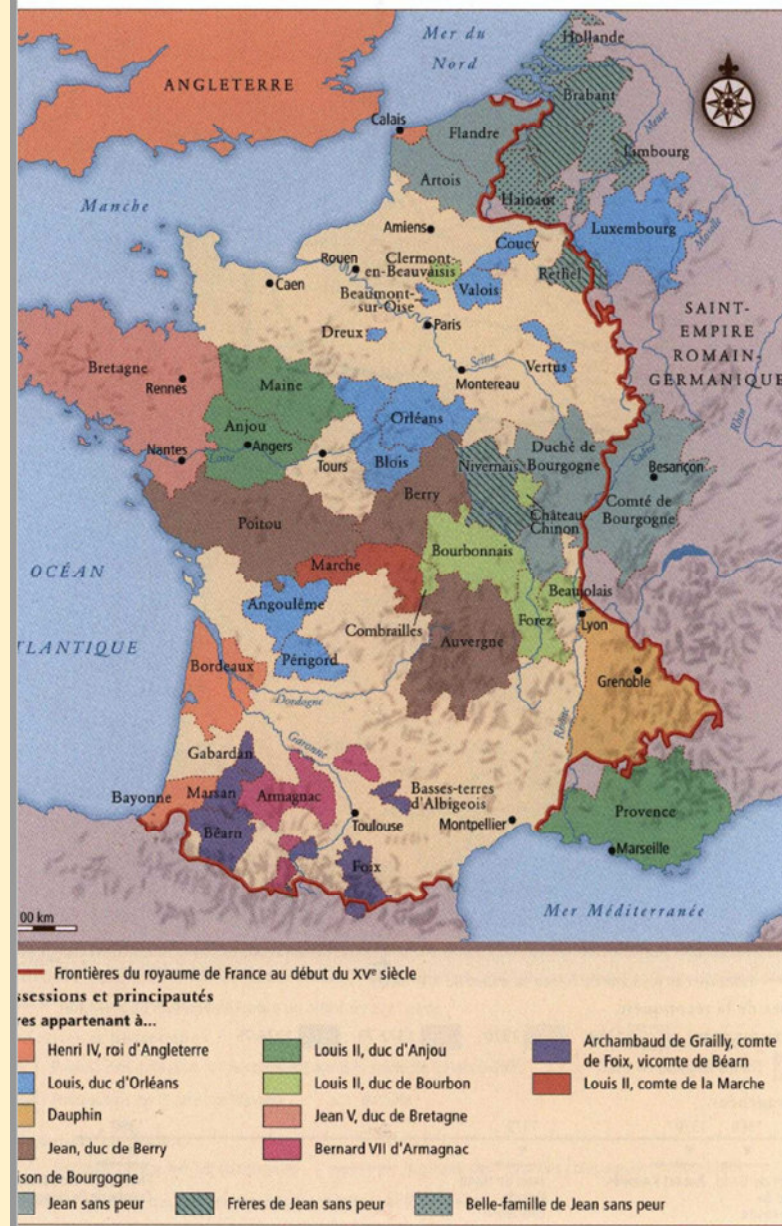 Mer du
Nord
Hollande
ANGLETERRE
Brabant
Meuse
Calais
Flandre
Limbourg
Artois
Hainaut
Manche
Amiens
Coucy
Luxembourg
Moselle
Rouen
Clermont-
en-Beauvaisis
Rethel
Caen
Beaumont-
sur-Oise
Valois
SAINT-
EMPIRE
ROMAIN-
GERMANIQUE
Paris
Dreux
Seine
Vertus
Bretagne
Rennes
Maine
Montereau
Rhin
Orléans
Anjou
Angers
Nantes
Loire
Tours
Blois
Nivernais
Duché de
Bourgogne
Saône
Besançon
Berry
Château-
Chinon
Comté de
Bourgogne
Poitou
Bourbonnais
OCÉAN
Marche
Beaujolais
Angoulême
Combrailles
Forez
Lyon
TLANTIQUE
Auvergne
Périgord
Bordeaux
Grenoble
Dordogne
Rhône
Garonne
Gabardan
Basses-terres
d'Albigeois
Bayonne
Marsan
Armagnac
Provence
Béarn
Toulouse
Montpellier
Marseille
Foix
Mer Méditerranée
00 km
Frontières du royaume de France au début du XVe siècle
ssessions et principautés
res appartenant à...
Henri IV, roi d'Angleterre
Louis, duc d'Orléans
Dauphin
Jean, duc de Berry
Louis II, duc d'Anjou
Louis II, duc de Bourbon
Jean V, duc de Bretagne
Bernard VII d'Armagnac
Archambaud de Grailly, comte
de Foix, vicomte de Béarn
Louis II, comte de la Marche
ison de Bourgogne
Jean sans peur
Frères de Jean sans peur
Belle-famille de Jean sans peur